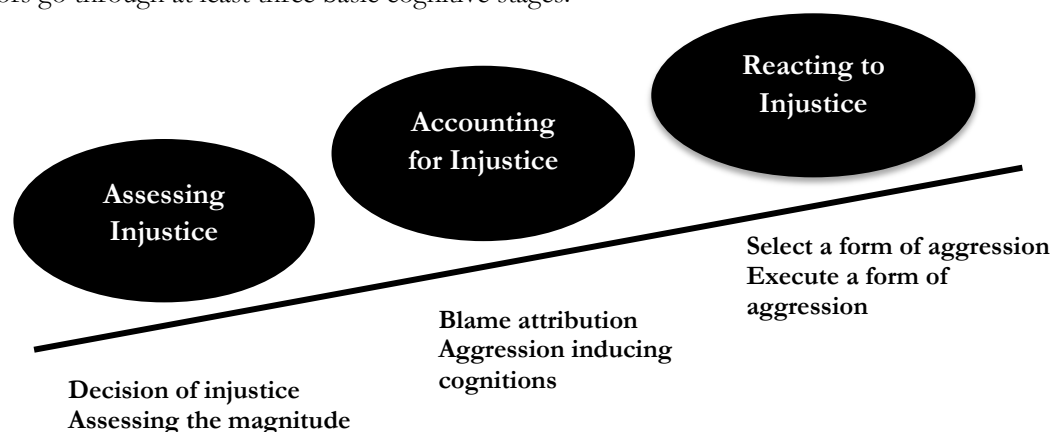 ors go through at least three basic cognitive stages.
Reacting to
Injustice
Accounting
for Injustice
Assessing
Injustice
Select a form of aggression
Execute a form of
aggression
Blame attribution
Aggression inducing
cognitions
Decision of injustice
Assessing the magnitude